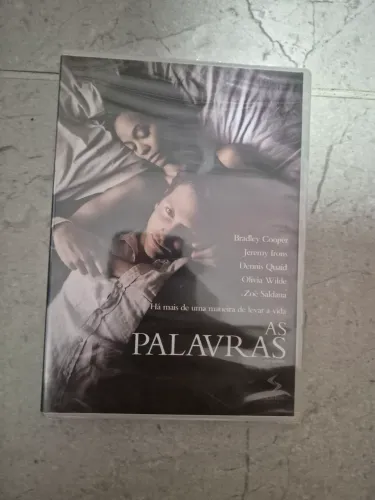 Bradley Cooper
Jeremy Irons
Dennis Quaid
Olivia Wilde
Zoë Saldana
Há mais de uma maneira de levar a vida
AS
PALAVRAS